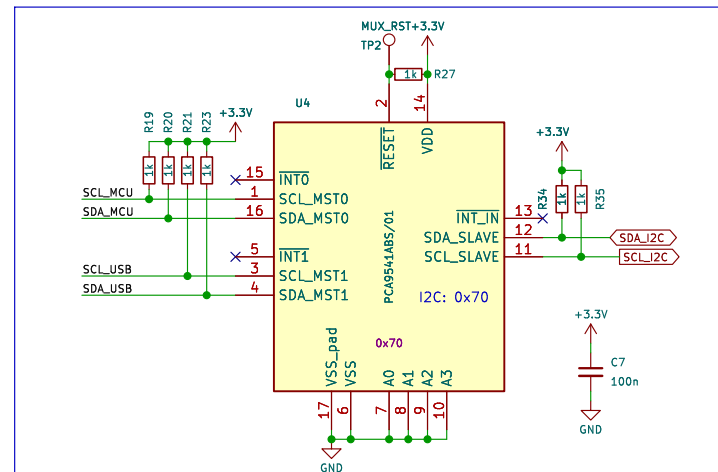 MUX_RST
+3.3V
TP2
1k
R27
U4
2
14
RESET
VDD
R19
R20
R21
R23
+3.3V
1k
1k
1k
1k
15
INT0
SCL_MCU
1
SCL_MST0
SDA_MCU
16
SDA_MST0
5
INT1
SCL_USB
3
SCL_MST1
SDA_USB
4
SDA_MST1
PCA9541ABS/01
+3.3V
R34
1k
1k
R35
INT_IN
13
SDA_SLAVE
12
SDA_I2C
SCL_SLAVE
11
SCL_I2C
I2C: 0x70
0x70
VSS_pad
VSS
A0
A1
A2
A3
17
6
7
8
9
10
GND
+3.3V
C7
100n
GND